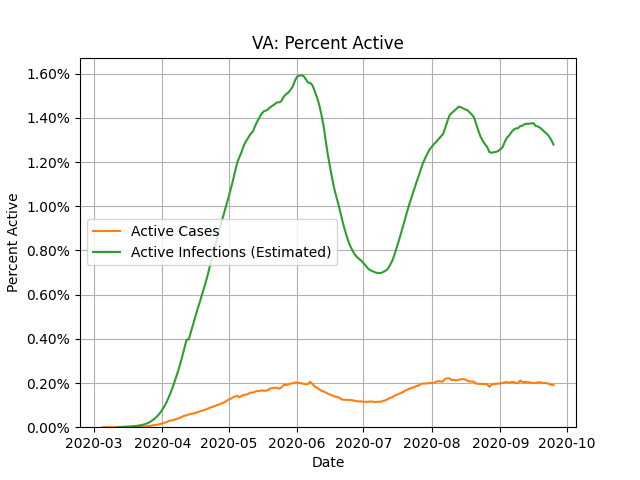 VA: Percent Active
1.60%
1.40%
1.20%
1.00%
0.80%
0.60%
0.40%
0.20%
0.00%
Percent Active
Active Cases
Active Infections (Estimated)
2020-03 2020-04 2020-05 2020-06 2020-07 2020-08 2020-09 2020-10
Date